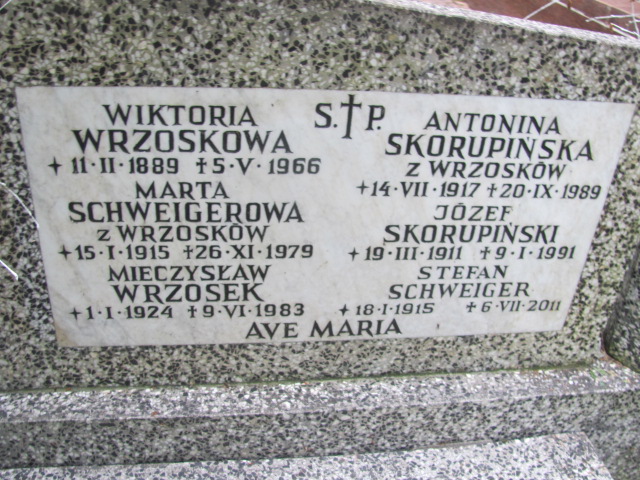 S.✝P.
WIKTORIA
WRZOSKOWA
✦11·II·1889 ✝5·V·1966
MARTA
SCHWEIGEROWA
Z WRZOSKÓW
✦15·I·1915 ✝26·XI·1979
MIECZYSŁAW
WRZOSEK
✦1·I·1924 ✝9·VI·1983
ANTONINA
SKORUPIŃSKA
Z WRZOSKÓW
✦14·VII·1917 ✝20·IX·1989
JÓZEF
SKORUPIŃSKI
✦19·III·1911 ✝9·I·1991
STEFAN
SCHWEIGER
✦18·I·1915 ✝6·VII·2011
AVE MARIA